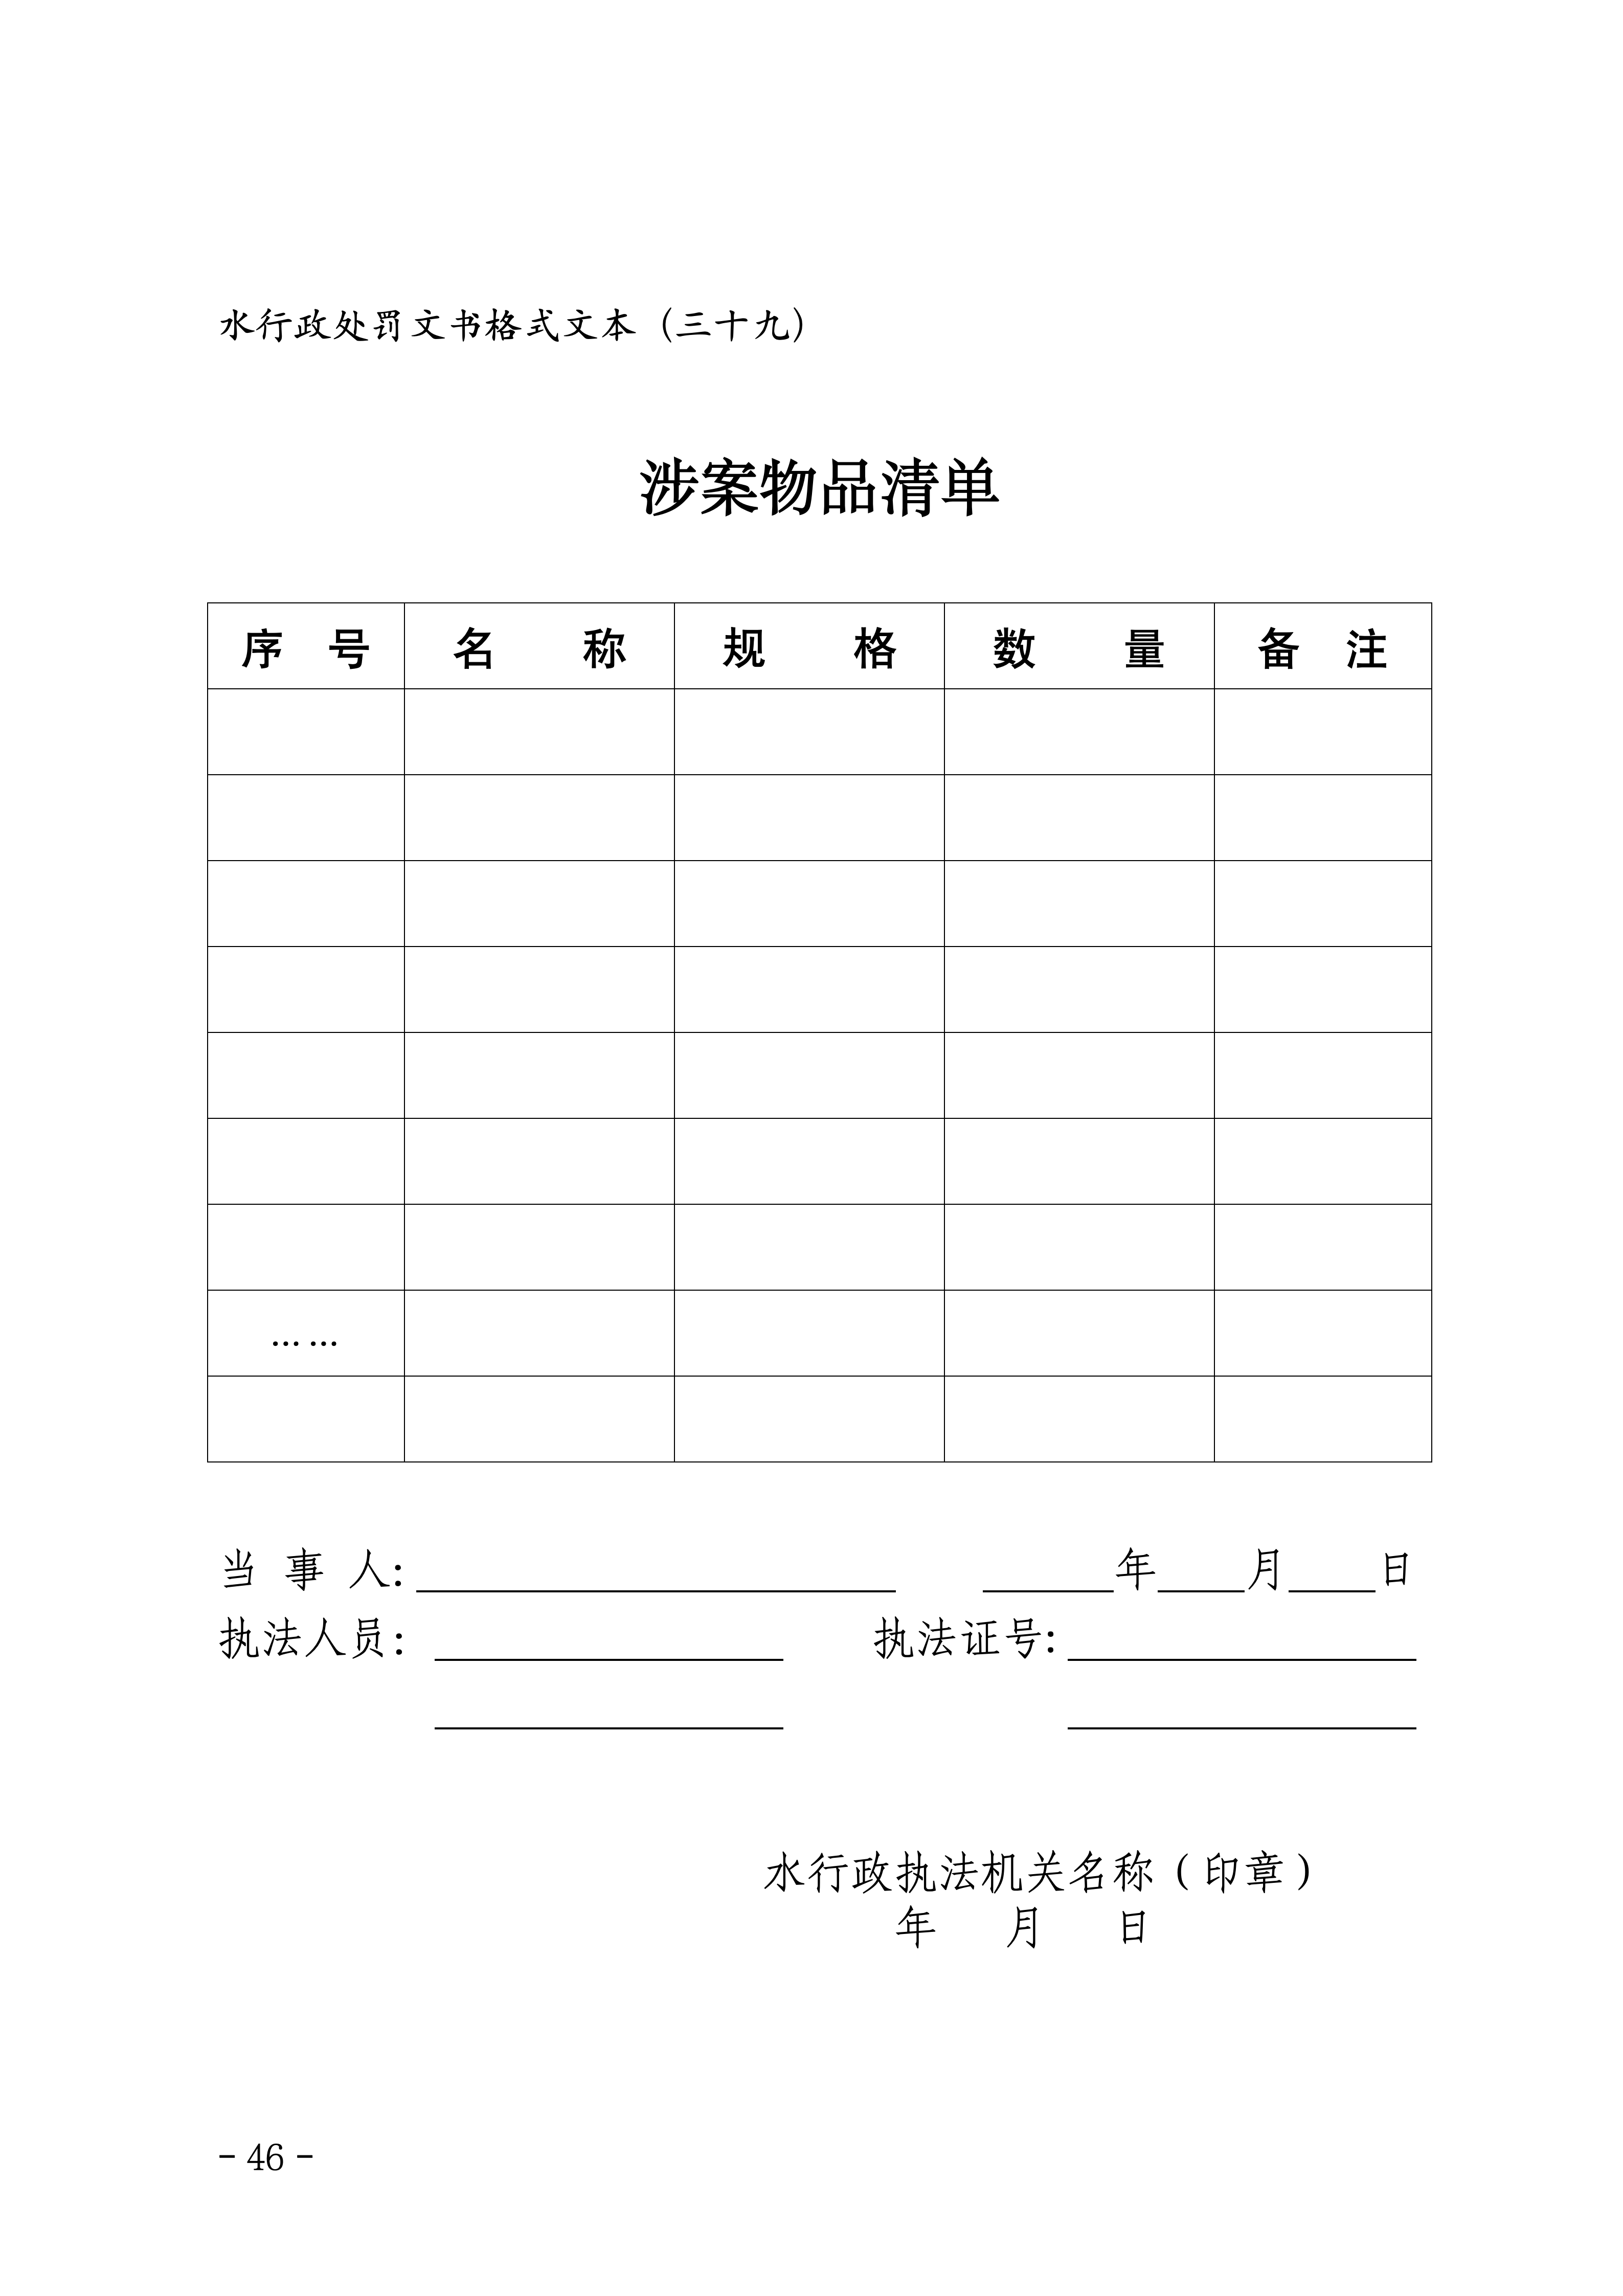 水行政处罚文书格式文本（三十九）
涉案物品清单
序 号 名 称 规 格 数 量 备 注
……
当 事 人：____________________ ______年____月____日
执法人员：________________ 执法证号：________________
________________ ________________
水行政执法机关名称（印章）
年 月 日
- 46 -